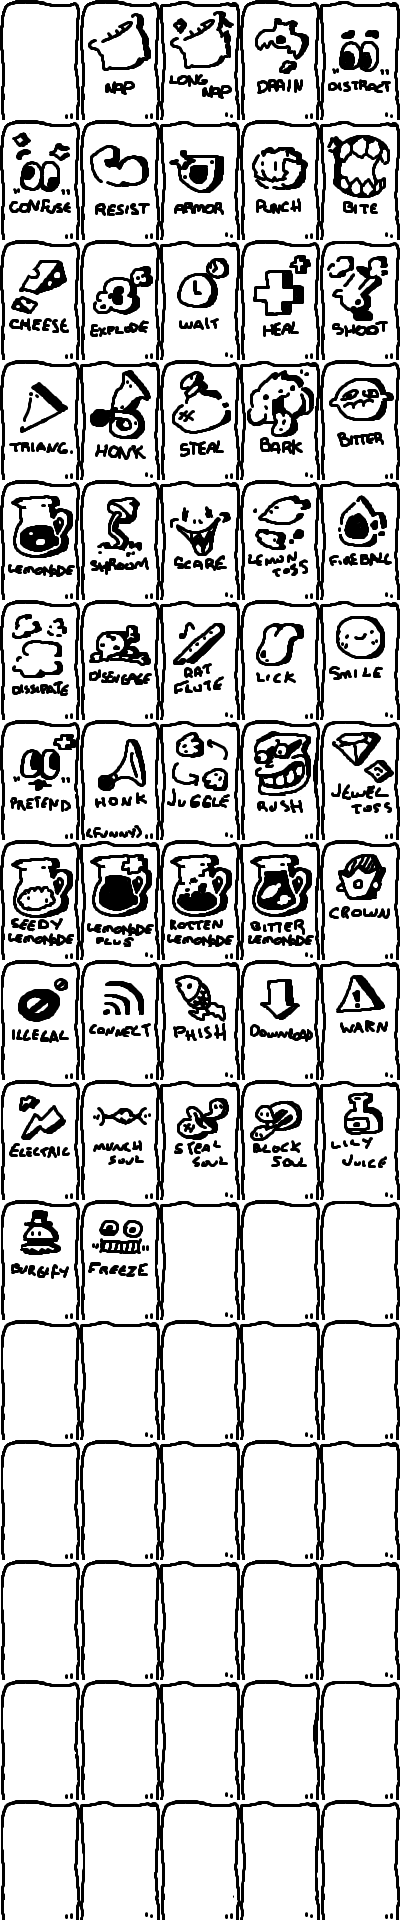 NAP
LONG
NAP
DRAIN
DISTRACT
CONFUSE
RESIST
ARMOR
PUNCH
BITE
CHEESE
EXPLODE
WAIT
HEAL
SHOOT
TRIANG.
HONK
STEAL
BARK
BITTER
LEMONADE
SHROOM
SCARE
LEMON
TOSS
FIREBALL
DISSIPATE
DISENGAGE
RAT
FLUTE
LICK
SMILE
PRETEND
HONK
(FUNNY)
JUGGLE
RUSH
JEWEL
TOSS
SEEDY
LEMONADE
LEMONADE
PLUS
ROTTEN
LEMONADE
BITTER
LEMONADE
CROWN
ILLEGAL
CONNECT
PHISH
DOWNLOAD
WARN
ELECTRIC
MUNCH
SOUL
STEAL
SOUL
BLOCK
SOUL
LILY
JUICE
BURGIFY
FREEZE